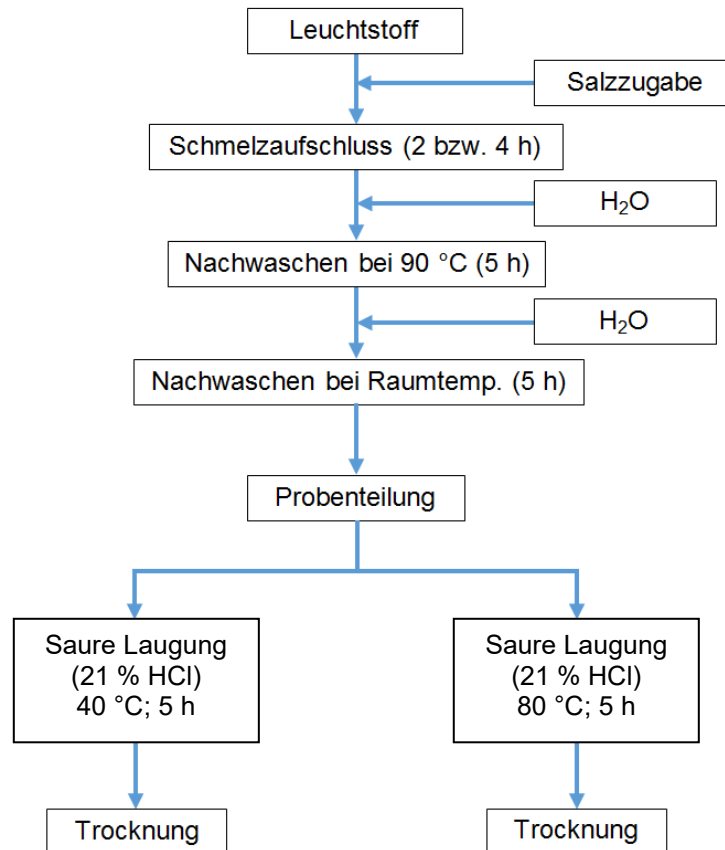 Leuchtstoff
Salzzugabe
Schmelzaufschluss (2 bzw. 4 h)
H₂O
Nachwaschen bei 90 °C (5 h)
H₂O
Nachwaschen bei Raumtemp. (5 h)
Probenteilung
Saure Laugung
(21 % HCl)
40 °C; 5 h
Saure Laugung
(21 % HCl)
80 °C; 5 h
Trocknung
Trocknung